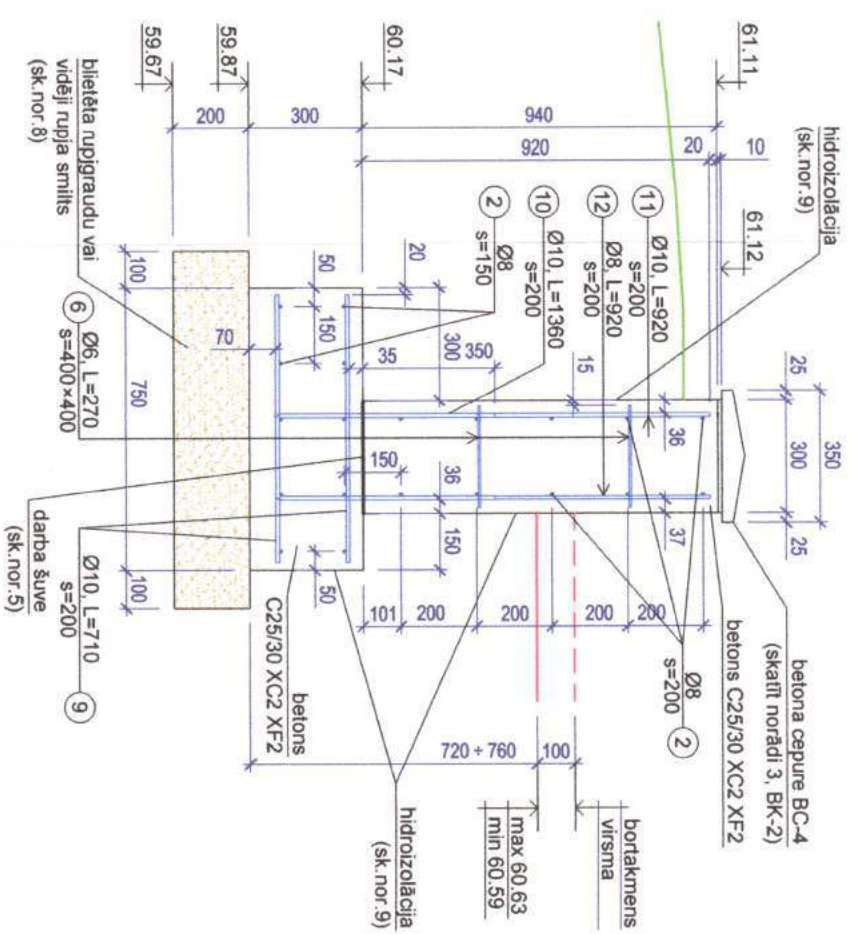 hidroizolācija
(sk.nor.9)
61.11
61.12
60.17
59.87
59.67
940
920
20
10
300
200
25
350
300
25
betona cepure BC-4
(skatīt norādi 3, BK-2)
betons C25/30 XC2 XF2
11 Ø10, L=920
s=200
12 Ø8, L=920
s=200
10 Ø10, L=1360
s=200
2 Ø8
s=150
Ø8 2
s=200
15
36
37
300
350
35
50
20
150
70
150
36
150
50
101
200
200
200
200
720 ÷ 760
100
bortakmens
virsma
max 60.63
min 60.59
hidroizolācija
(sk.nor.9)
betons
C25/30 XC2 XF2
100
750
100
blietēta rupjgraudu vai
vidēji rupja smilts
(sk.nor.8)
6 Ø6, L=270
s=400×400
darba šuve
(sk.nor.5)
Ø10, L=710 9
s=200